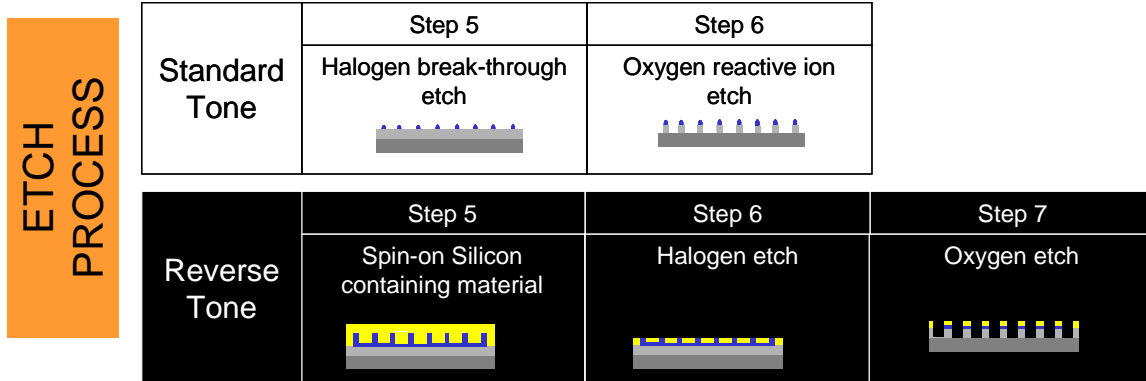 ETCH
PROCESS
Standard
Tone
Step 5
Halogen break-through
etch
Step 6
Oxygen reactive ion
etch
Reverse
Tone
Step 5
Spin-on Silicon
containing material
Step 6
Halogen etch
Step 7
Oxygen etch